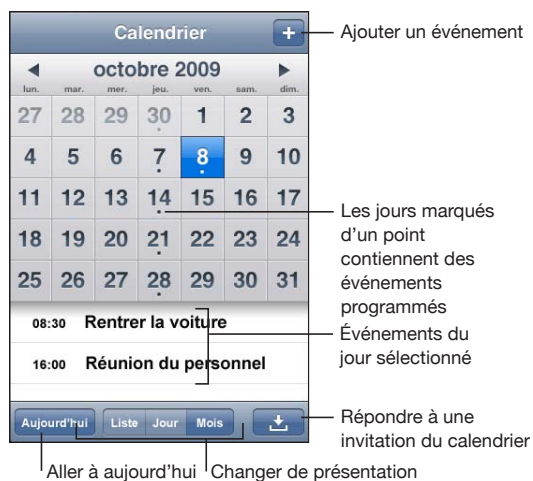 Calendrier
+
Ajouter un événement
octobre 2009
lun. mar. mer. jeu. ven. sam. dim.
27 28 29 30 1 2 3
4 5 6 7 8 9 10
11 12 13 14 15 16 17
18 19 20 21 22 23 24
25 26 27 28 29 30 31
Les jours marqués
d'un point
contiennent des
événements
programmés
08:30 Rentrer la voiture
16:00 Réunion du personnel
Événements du
jour sélectionné
Aujourd'hui Liste Jour Mois
Répondre à une
invitation du calendrier
Aller à aujourd'hui
Changer de présentation